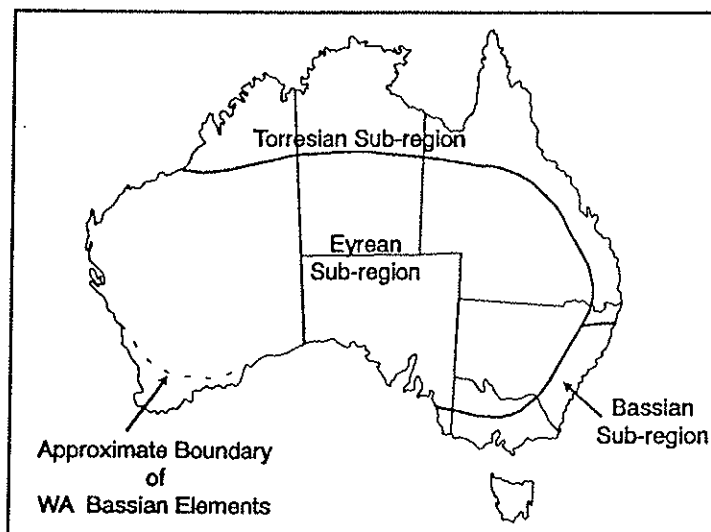 Torresian Sub-region
Eyrean
Sub-region
Bassian
Sub-region
Approximate Boundary
of
WA Bassian Elements